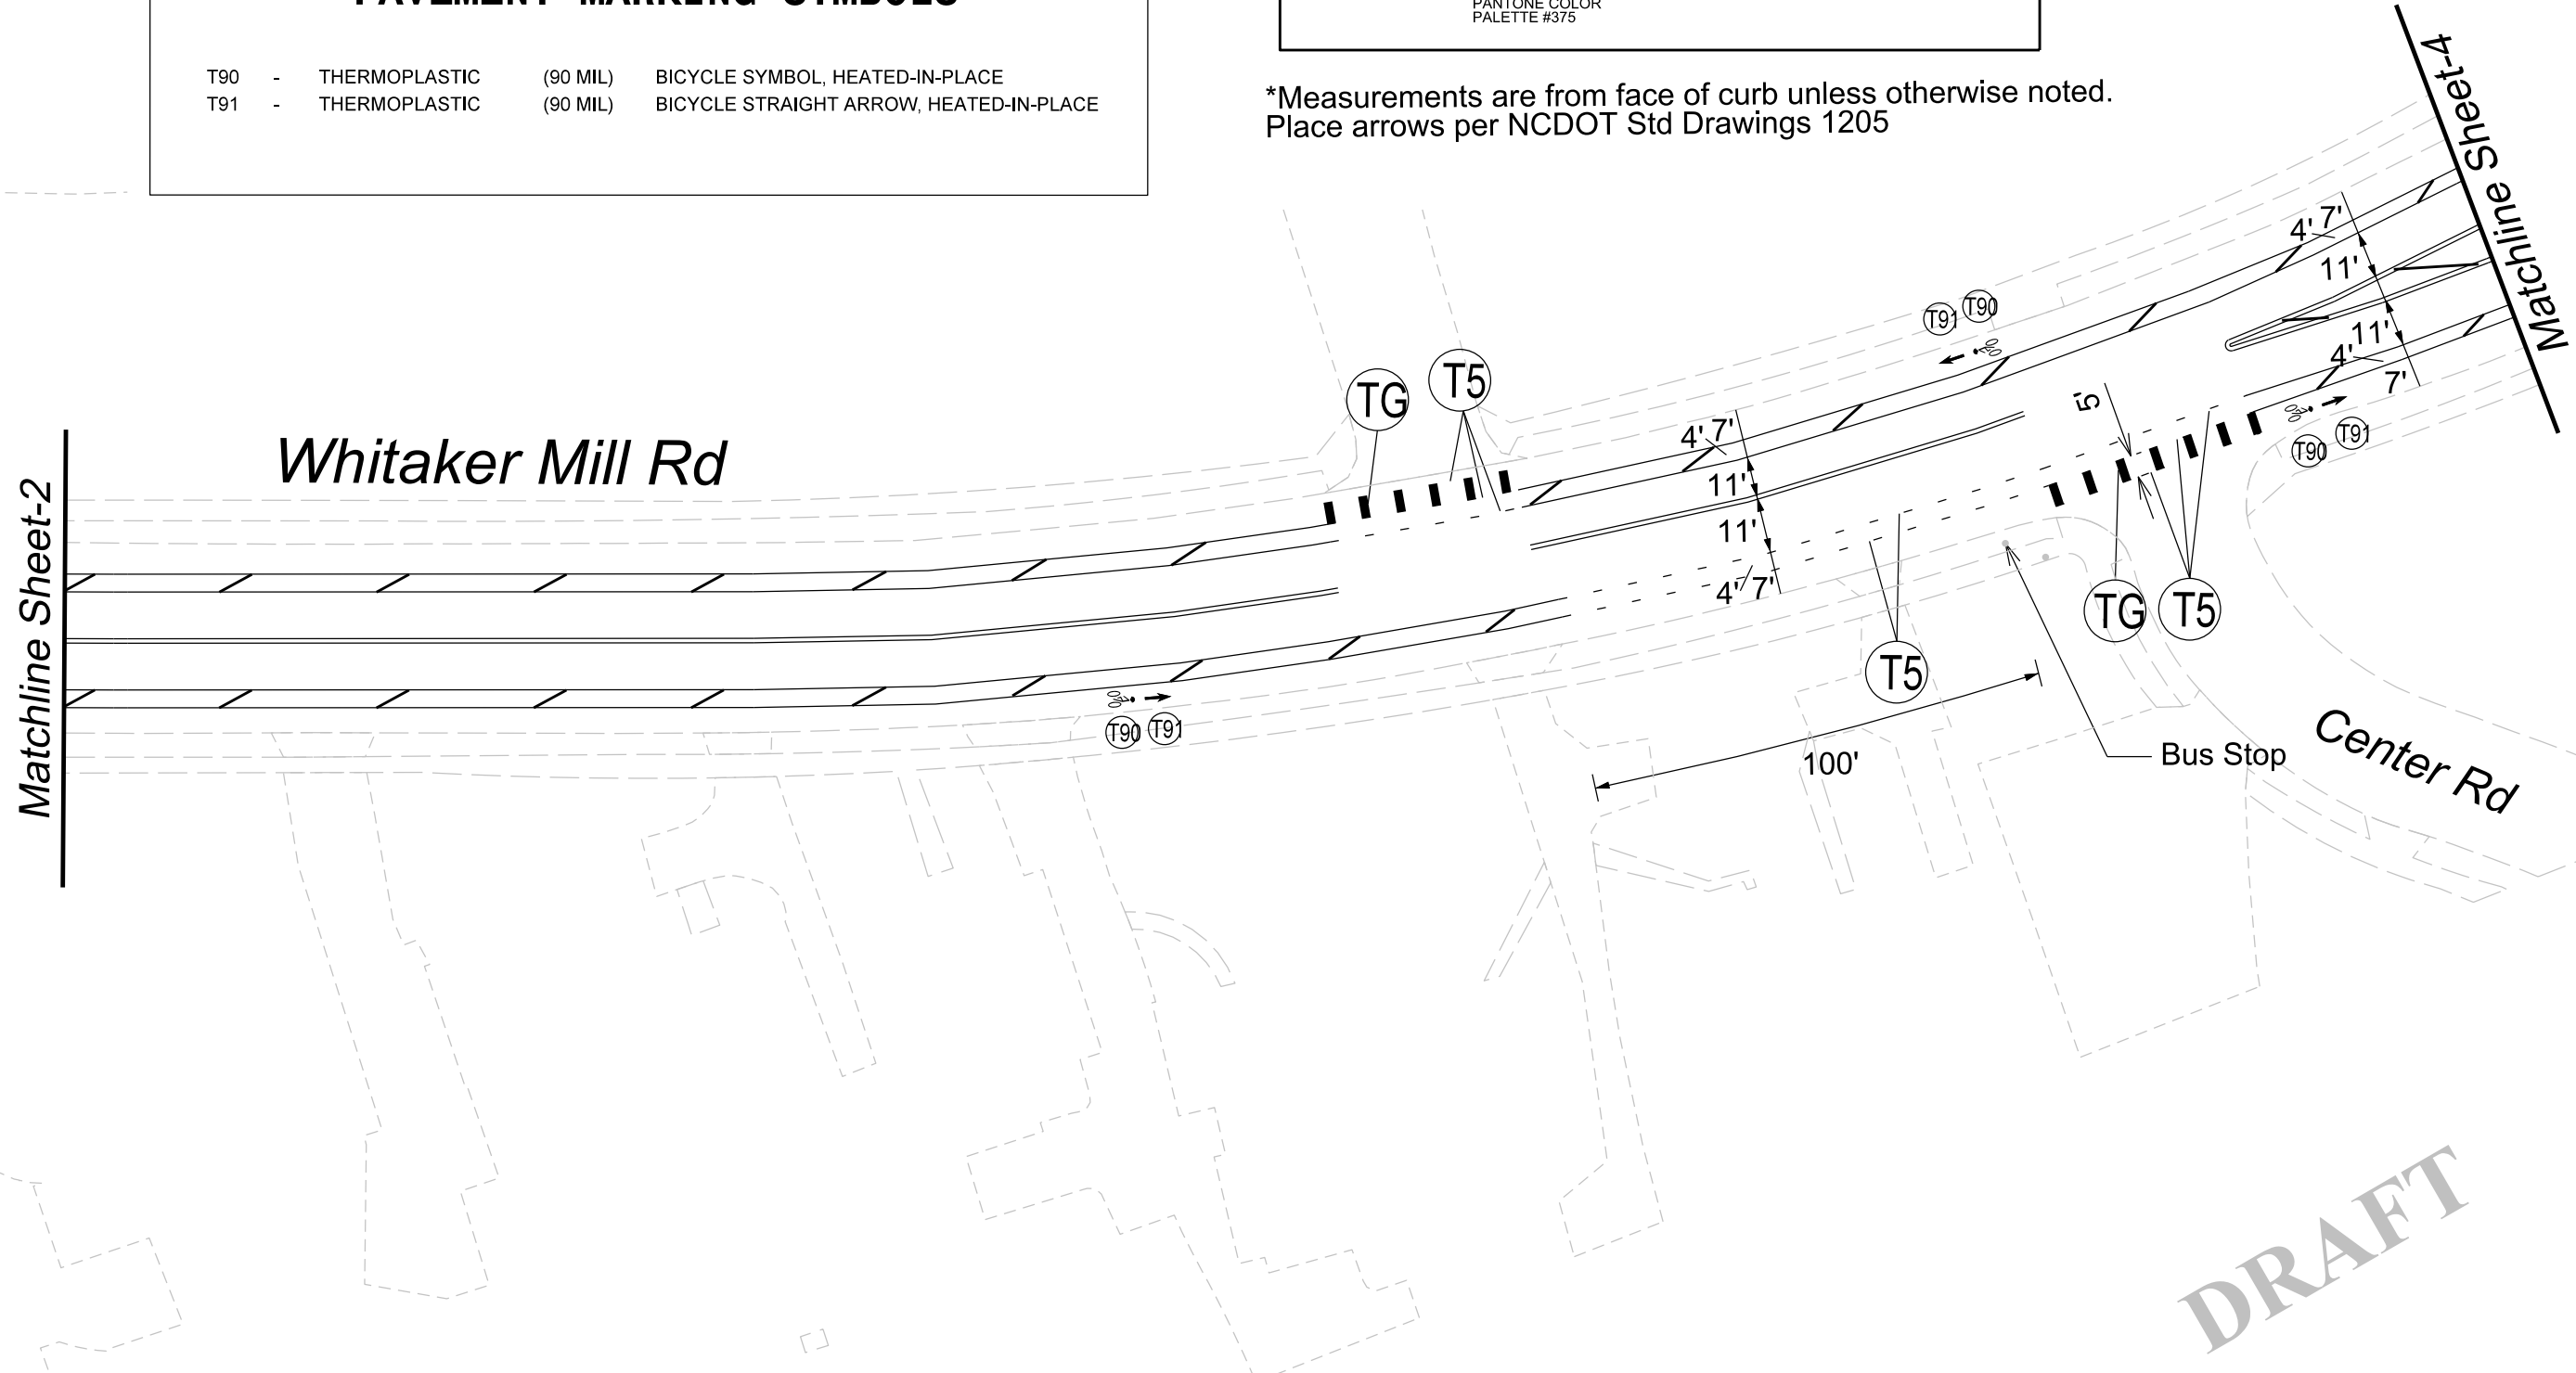 PAVEMENT MARKING SYMBOLS
T90 - THERMOPLASTIC (90 MIL) BICYCLE SYMBOL, HEATED-IN-PLACE
T91 - THERMOPLASTIC (90 MIL) BICYCLE STRAIGHT ARROW, HEATED-IN-PLACE
PANTONE COLOR
PALETTE #375
*Measurements are from face of curb unless otherwise noted.
Place arrows per NCDOT Std Drawings 1205
Matchline Sheet-4
4' 7'
11'
11'
4'
7'
T91 T90
5'
T90 T91
TG
T5
4' 7'
11'
11'
4' 7'
Whitaker Mill Rd
Matchline Sheet-2
T90 T91
T5
TG
T5
100'
Bus Stop
Center Rd
DRAFT